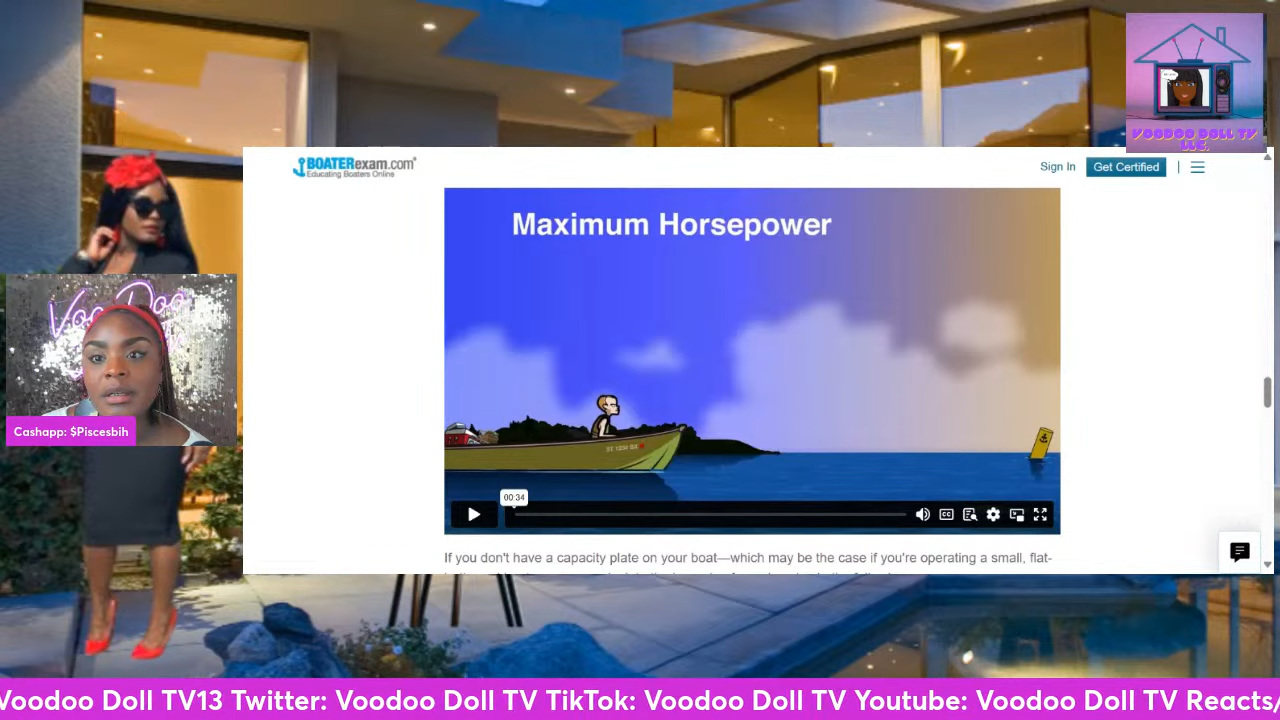 VOODOO DOLL TV
LLC.
BOATERexam.com®
Educating Boaters Online
Sign In
Get Certified
Maximum Horsepower
VooDoo
Cashapp: $Piscesbih
00:34
CC
If you don't have a capacity plate on your boat—which may be the case if you're operating a small, flat-
Voodoo Doll TV13 Twitter: Voodoo Doll TV TikTok: Voodoo Doll TV Youtube: Voodoo Doll TV Reacts/